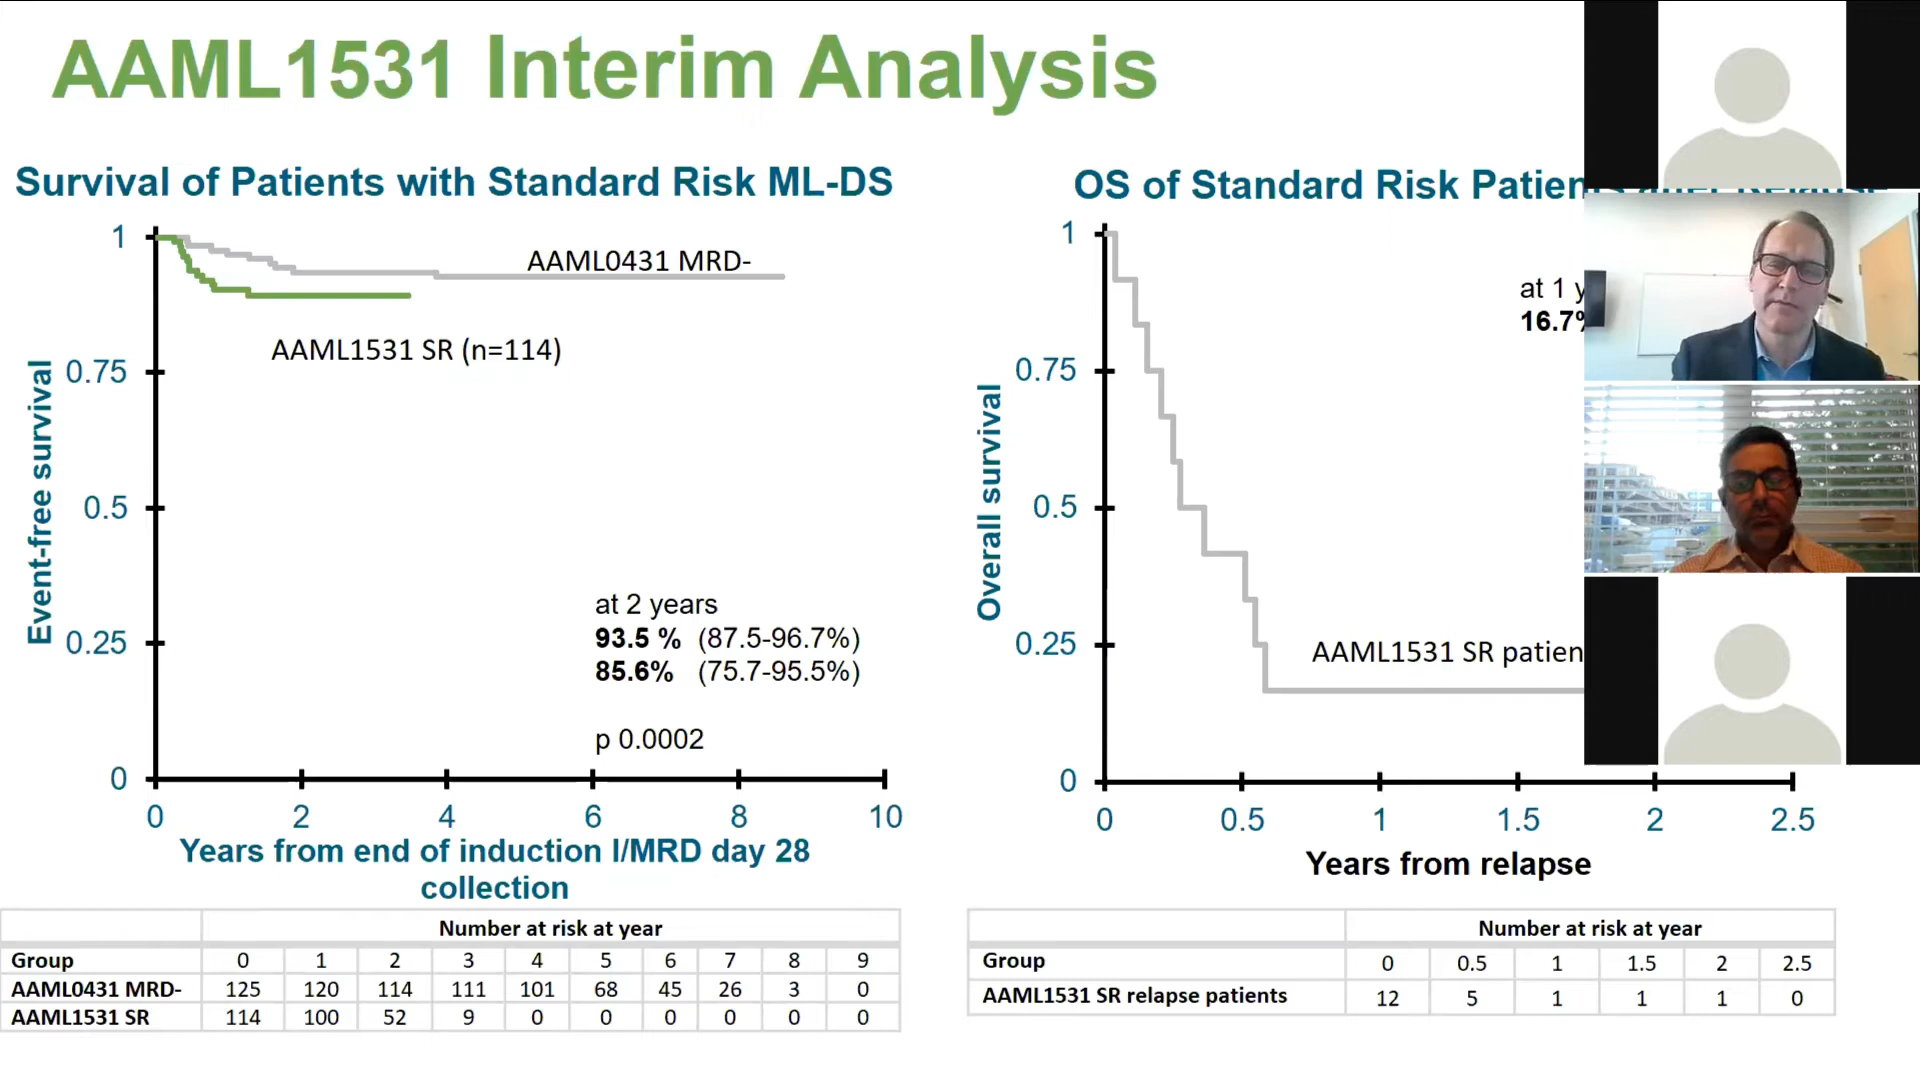 AAML1531 Interim Analysis
Survival of Patients with Standard Risk ML-DS
1
0.75
0.5
0.25
0
Event-free survival
AAML0431 MRD-
AAML1531 SR (n=114)
at 2 years
93.5 % (87.5-96.7%)
85.6% (75.7-95.5%)
p 0.0002
0 2 4 6 8 10
Years from end of induction I/MRD day 28
collection
Number at risk at year
Group 0 1 2 3 4 5 6 7 8 9
AAML0431 MRD- 125 120 114 111 101 68 45 26 3 0
AAML1531 SR 114 100 52 9 0 0 0 0 0 0
OS of Standard Risk
1
0.75
0.5
0.25
0
Overall survival
at 1
16.7%
AAML1531 SR
0 0.5 1 1.5 2 2.5
Years from relapse
Number at risk at year
Group 0 0.5 1 1.5 2 2.5
AAML1531 SR relapse patients 12 5 1 1 1 0